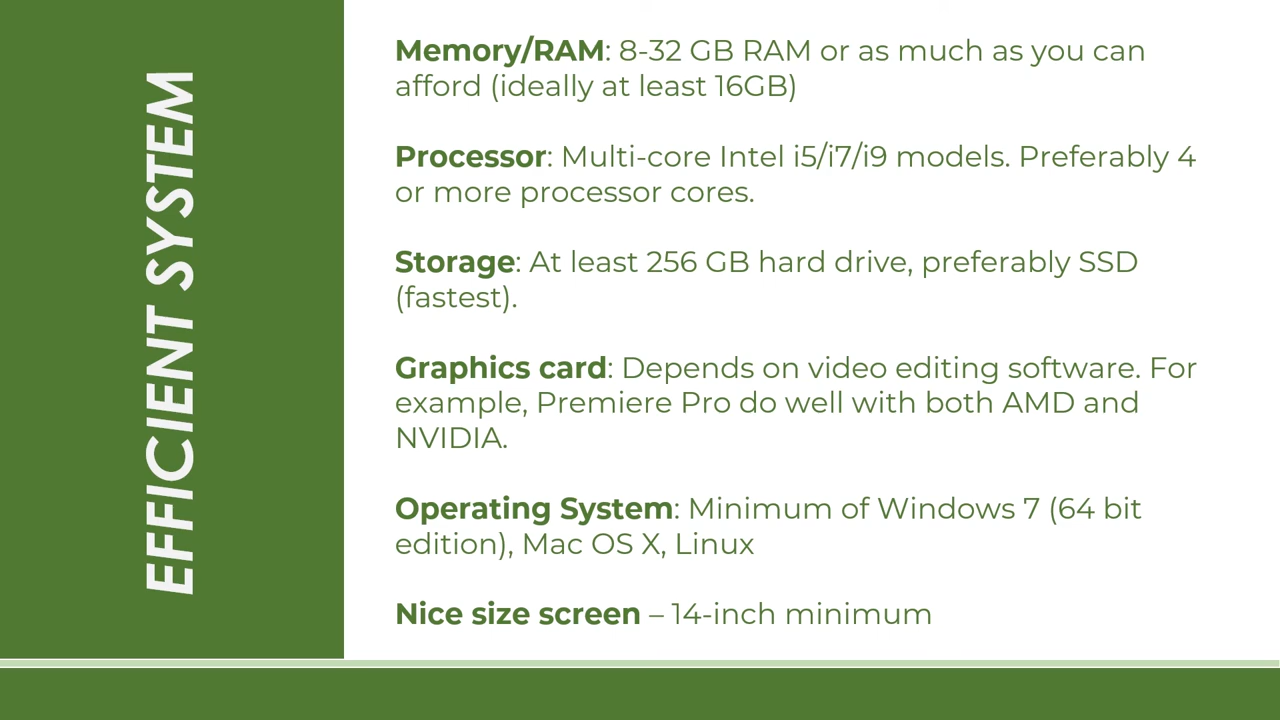 EFFICIENT SYSTEM
Memory/RAM: 8-32 GB RAM or as much as you can
afford (ideally at least 16GB)
Processor: Multi-core Intel i5/i7/i9 models. Preferably 4
or more processor cores.
Storage: At least 256 GB hard drive, preferably SSD
(fastest).
Graphics card: Depends on video editing software. For
example, Premiere Pro do well with both AMD and
NVIDIA.
Operating System: Minimum of Windows 7 (64 bit
edition), Mac OS X, Linux
Nice size screen – 14-inch minimum